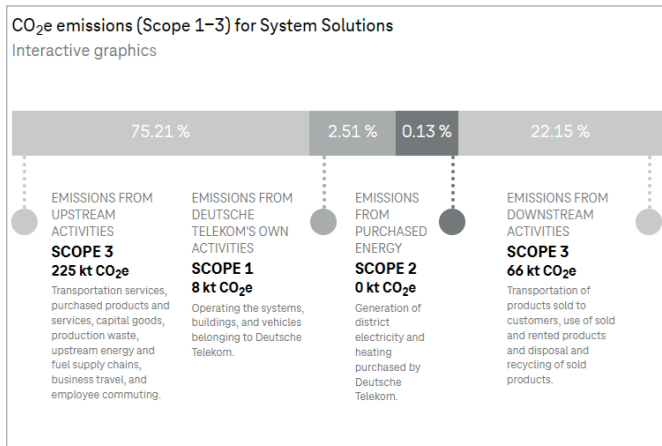 CO₂e emissions (Scope 1–3) for System Solutions
Interactive graphics
75.21 %
2.51 %
0.13 %
22.15 %
EMISSIONS FROM
UPSTREAM
ACTIVITIES
SCOPE 3
225 kt CO₂e
Transportation services,
purchased products and
services, capital goods,
production waste,
upstream energy and
fuel supply chains,
business travel, and
employee commuting.
EMISSIONS FROM
DEUTSCHE
TELEKOM'S OWN
ACTIVITIES
SCOPE 1
8 kt CO₂e
Operating the systems,
buildings, and vehicles
belonging to Deutsche
Telekom.
EMISSIONS
FROM
PURCHASED
ENERGY
SCOPE 2
0 kt CO₂e
Generation of
district
electricity and
heating
purchased by
Deutsche
Telekom.
EMISSIONS FROM
DOWNSTREAM
ACTIVITIES
SCOPE 3
66 kt CO₂e
Transportation of
products sold to
customers, use of sold
and rented products
and disposal and
recycling of sold
products.